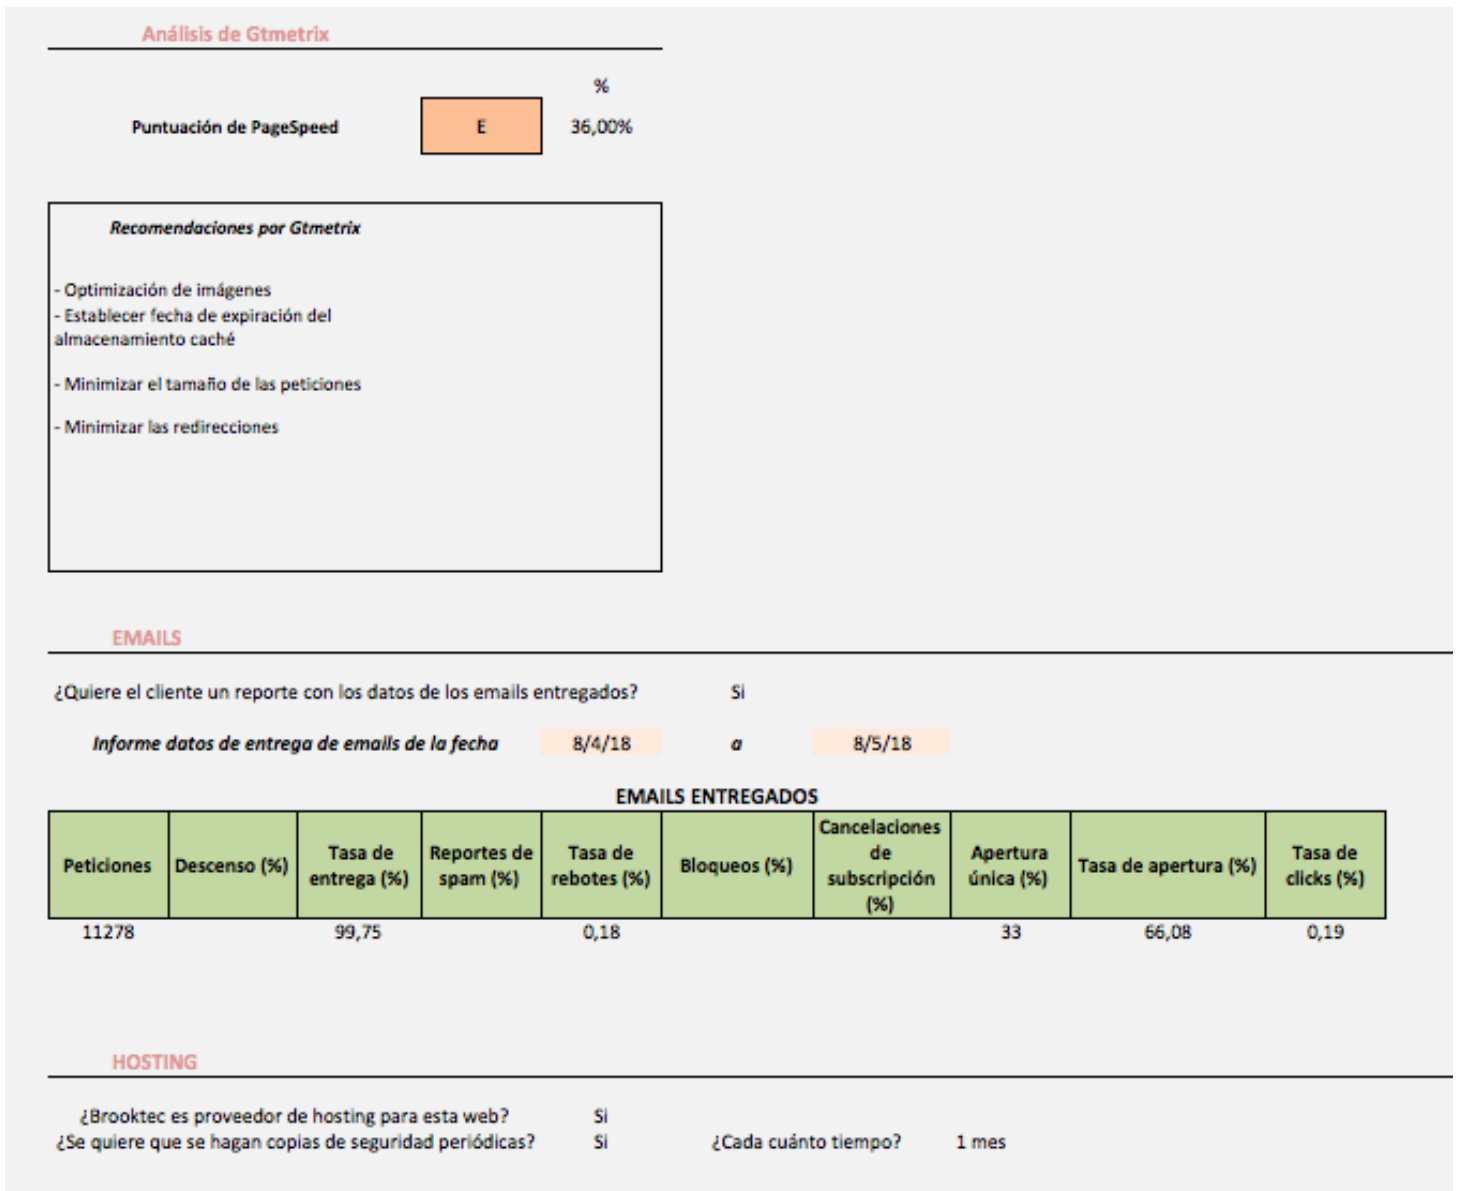 Análisis de Gtmetrix
%
Puntuación de PageSpeed E 36,00%
Recomendaciones por Gtmetrix
- Optimización de imágenes
- Establecer fecha de expiración del
almacenamiento caché
- Minimizar el tamaño de las peticiones
- Minimizar las redirecciones
EMAILS
¿Quiere el cliente un reporte con los datos de los emails entregados? Si
Informe datos de entrega de emails de la fecha 8/4/18 a 8/5/18
EMAILS ENTREGADOS
Peticiones
Descenso (%)
Tasa de
entrega (%)
Reportes de
spam (%)
Tasa de
rebotes (%)
Bloqueos (%)
Cancelaciones
de
subscripción
(%)
Apertura
única (%)
Tasa de apertura (%)
Tasa de
clicks (%)
11278 99,75 0,18 33 66,08 0,19
HOSTING
¿Brooktec es proveedor de hosting para esta web? Si
¿Se quiere que se hagan copias de seguridad periódicas? Si ¿Cada cuánto tiempo? 1 mes